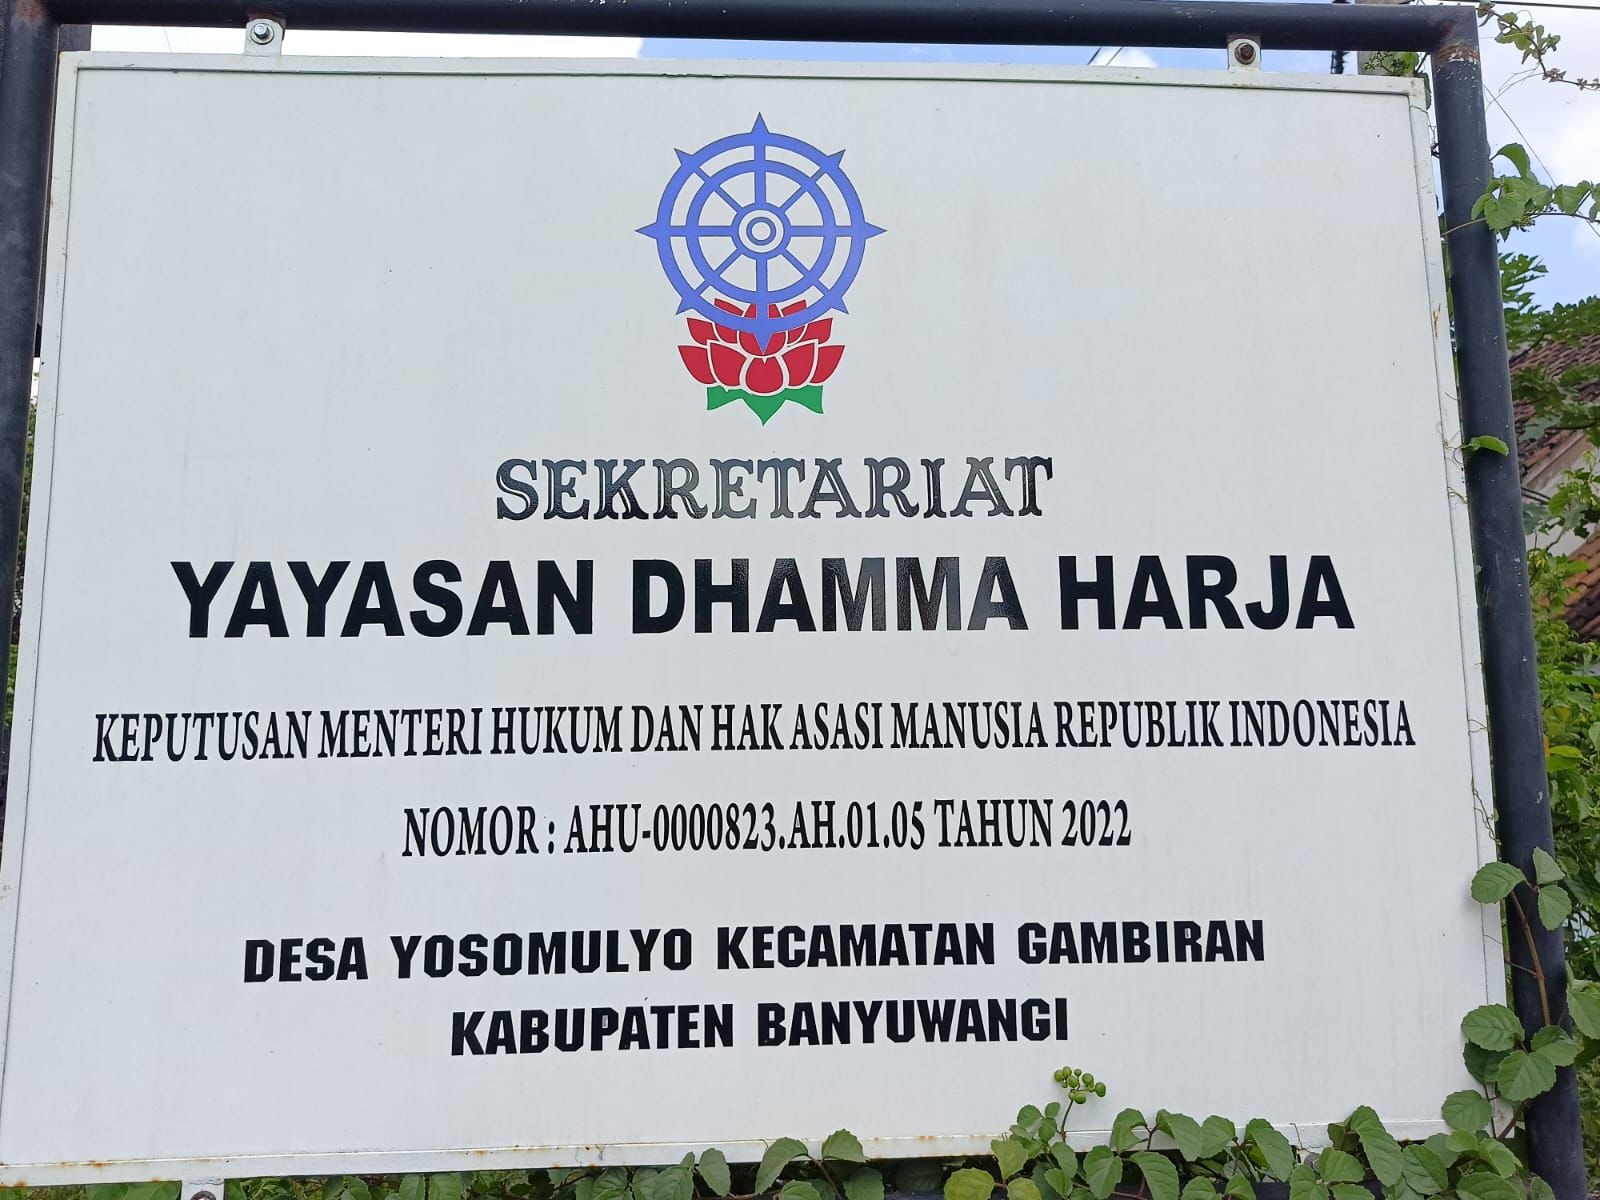 SEKRETARIAT
YAYASAN DHAMMA HARJA
KEPUTUSAN MENTERI HUKUM DAN HAK ASASI MANUSIA REPUBLIK INDONESIA
NOMOR : AHU-0000823.AH.01.05 TAHUN 2022
DESA YOSOMULYO KECAMATAN GAMBIRAN
KABUPATEN BANYUWANGI